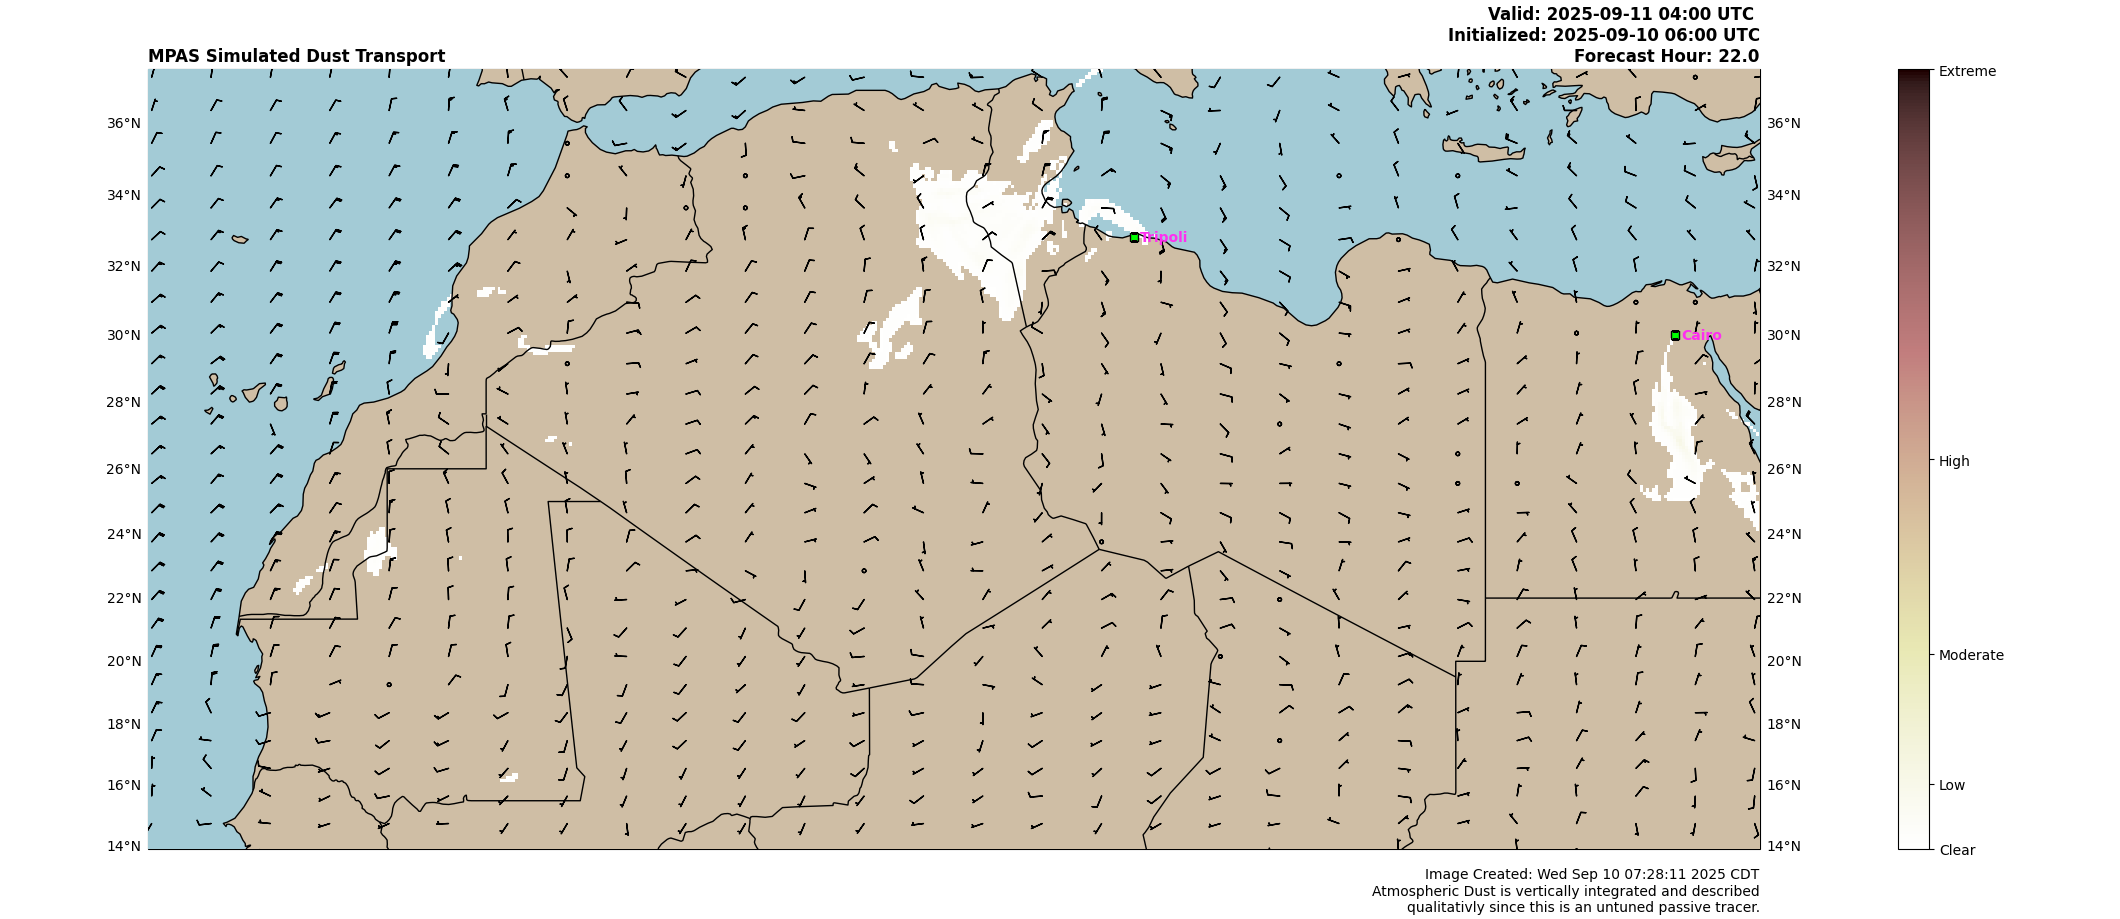 Valid: 2025-09-11 04:00 UTC
Initialized: 2025-09-10 06:00 UTC
MPAS Simulated Dust Transport
Forecast Hour: 22.0
Extreme
36°N
36°N
34°N
34°N
Tripoli
32°N
32°N
30°N
Cairo
30°N
28°N
28°N
26°N
26°N
High
24°N
24°N
22°N
22°N
20°N
20°N
Moderate
18°N
18°N
16°N
16°N
Low
14°N
14°N
Clear
Image Created: Wed Sep 10 07:28:11 2025 CDT
Atmospheric Dust is vertically integrated and described
qualitativly since this is an untuned passive tracer.